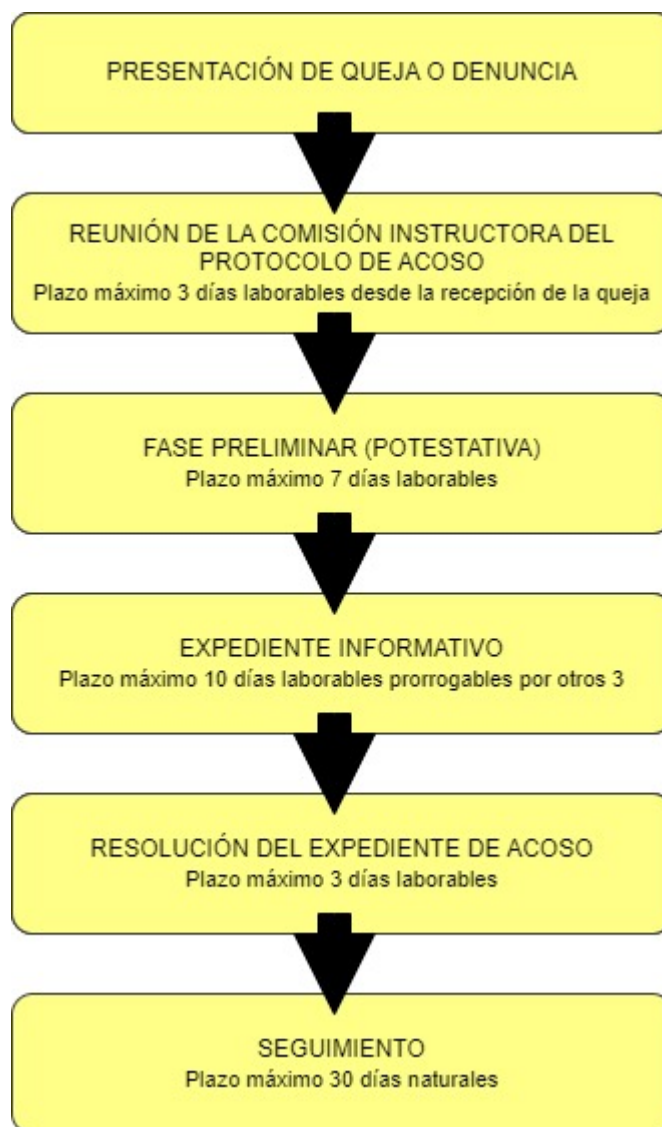 PRESENTACIÓN DE QUEJA O DENUNCIA
REUNIÓN DE LA COMISIÓN INSTRUCTORA DEL
PROTOCOLO DE ACOSO
Plazo máximo 3 días laborables desde la recepción de la queja
FASE PRELIMINAR (POTESTATIVA)
Plazo máximo 7 días laborables
EXPEDIENTE INFORMATIVO
Plazo máximo 10 días laborables prorrogables por otros 3
RESOLUCIÓN DEL EXPEDIENTE DE ACOSO
Plazo máximo 3 días laborables
SEGUIMIENTO
Plazo máximo 30 días naturales